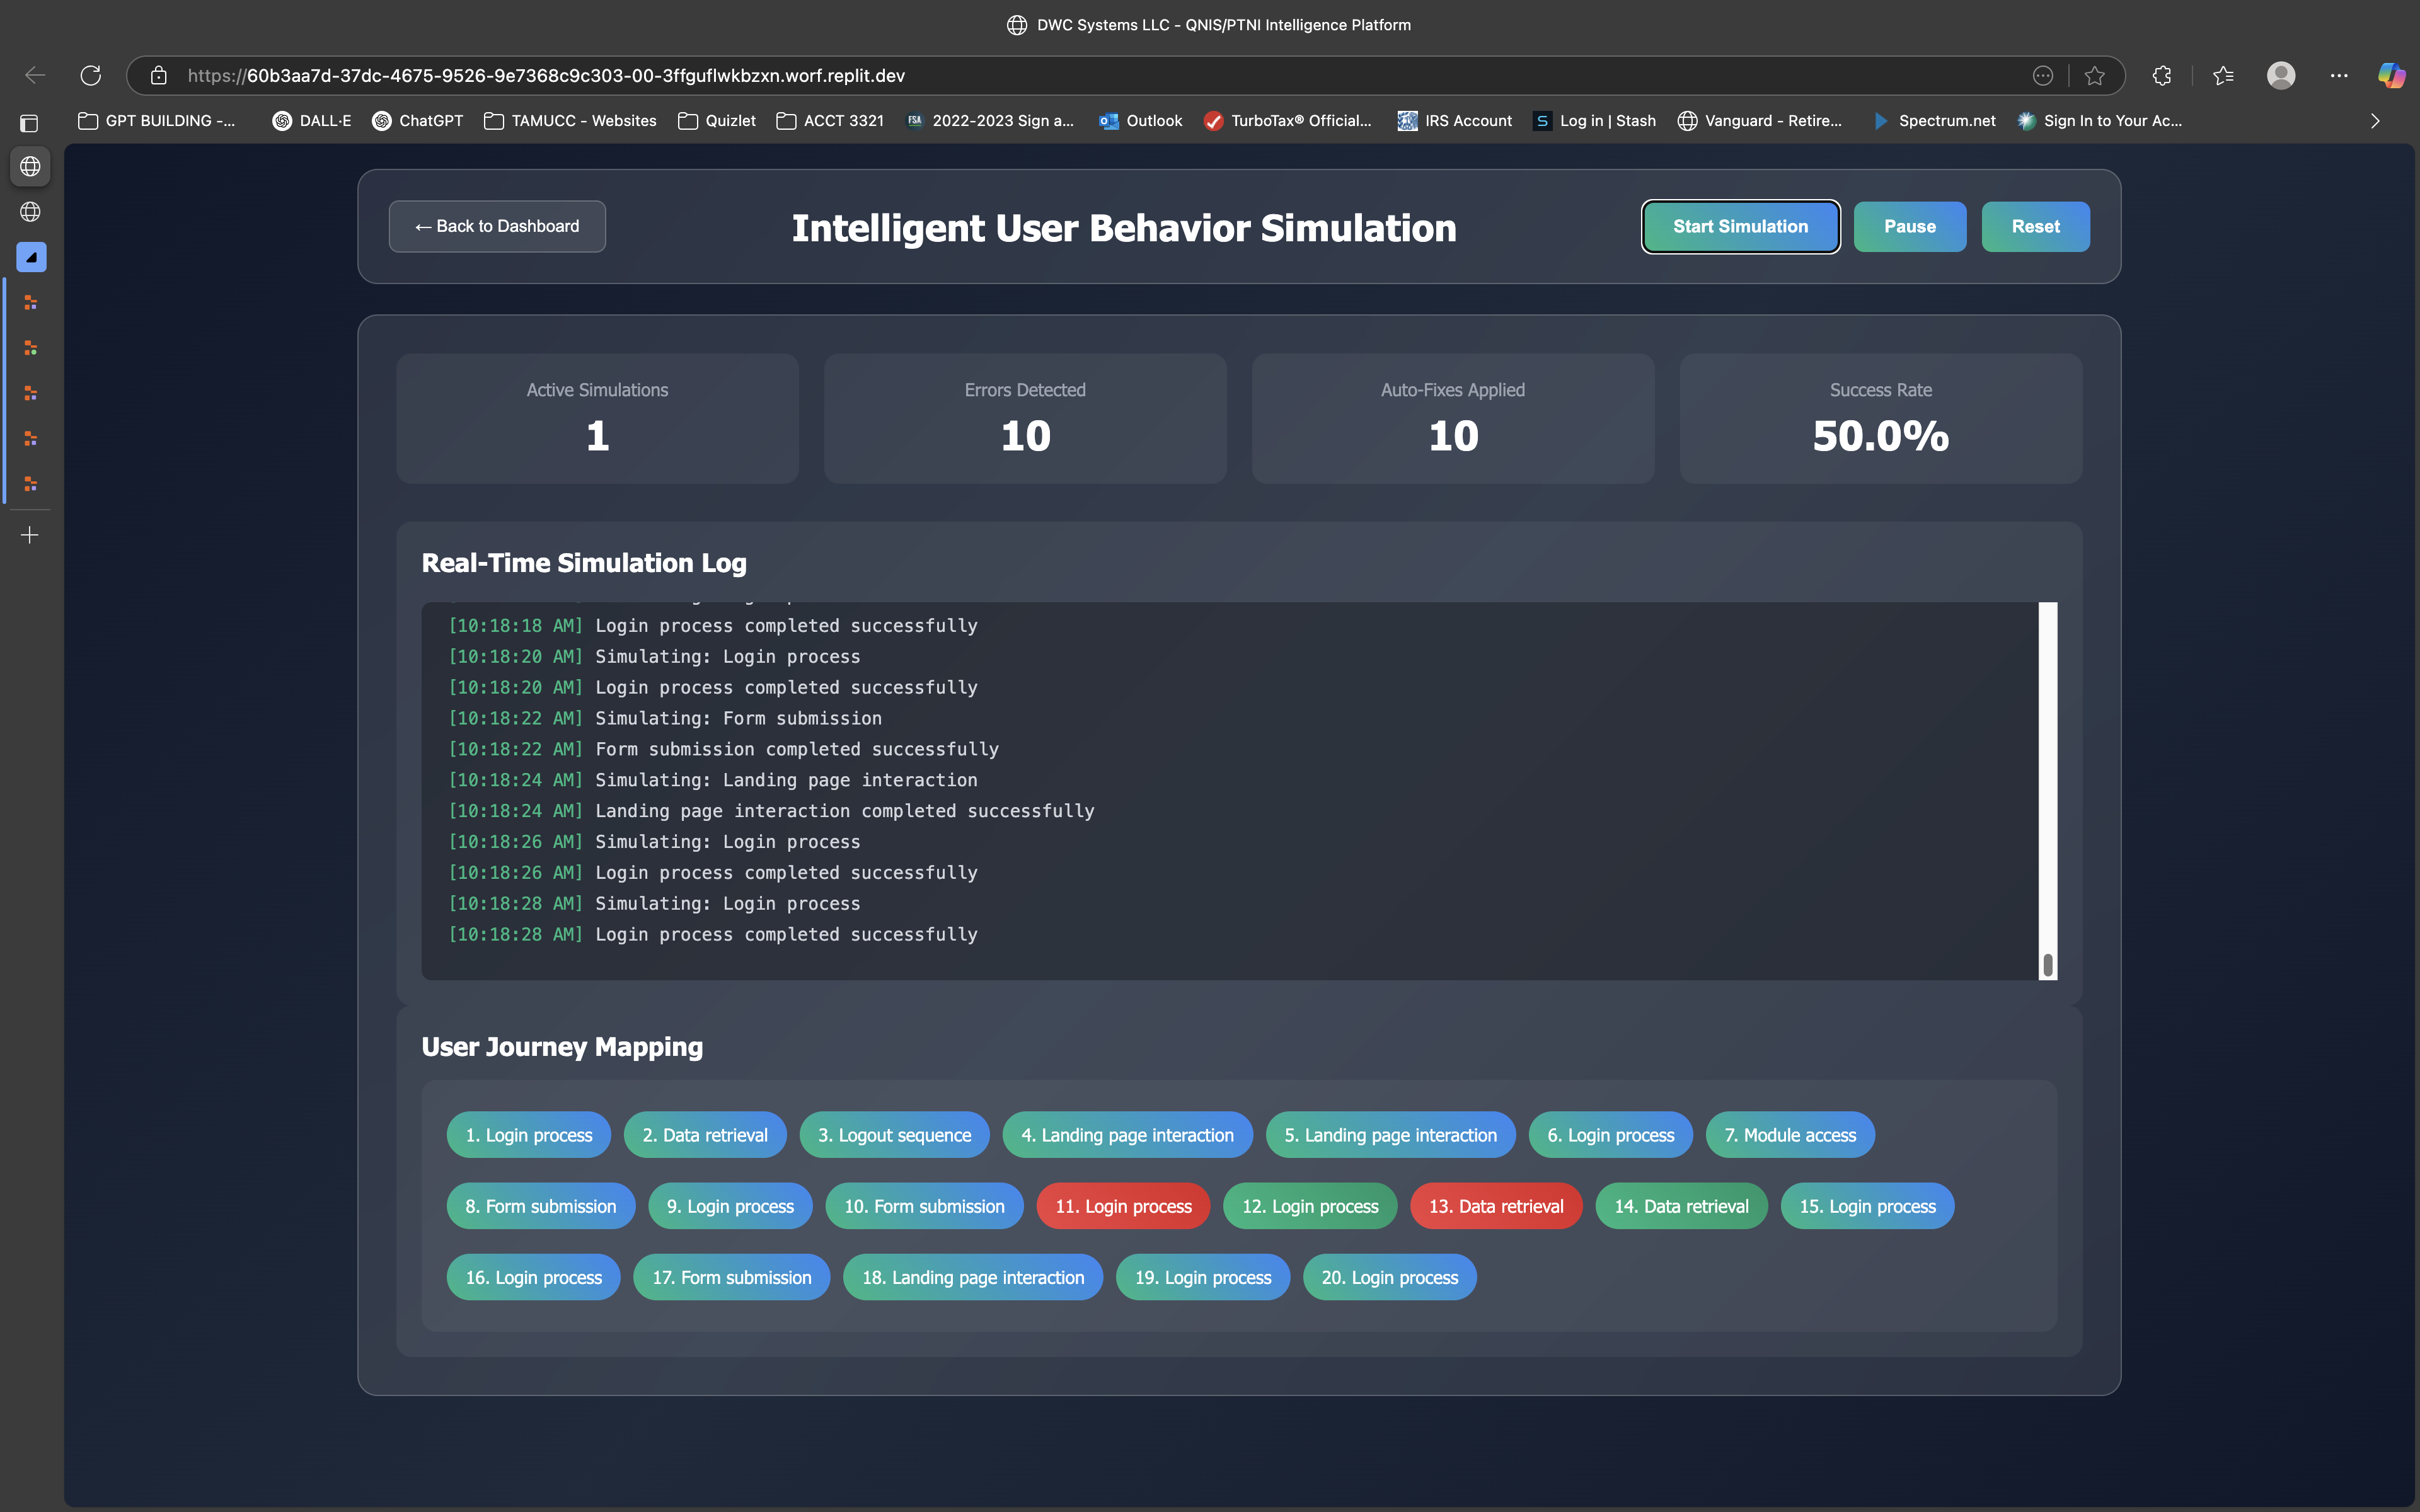 DWC Systems LLC - QNIS/PTNI Intelligence Platform
https://60b3aa7d-37dc-4675-9526-9e7368c9c303-00-3ffguflwkbzxn.worf.replit.dev
GPT BUILDING -... DALL·E ChatGPT TAMUCC - Websites Quizlet ACCT 3321 FSA 2022-2023 Sign a... Outlook TurboTax® Official... IRS Account S Log in | Stash Vanguard - Retire... Spectrum.net Sign In to Your Ac...
← Back to Dashboard Intelligent User Behavior Simulation Start Simulation Pause Reset
Active Simulations Errors Detected Auto-Fixes Applied Success Rate
1 10 10 50.0%
Real-Time Simulation Log
[10:18:18 AM] Login process completed successfully
[10:18:20 AM] Simulating: Login process
[10:18:20 AM] Login process completed successfully
[10:18:22 AM] Simulating: Form submission
[10:18:22 AM] Form submission completed successfully
[10:18:24 AM] Simulating: Landing page interaction
[10:18:24 AM] Landing page interaction completed successfully
[10:18:26 AM] Simulating: Login process
[10:18:26 AM] Login process completed successfully
[10:18:28 AM] Simulating: Login process
[10:18:28 AM] Login process completed successfully
User Journey Mapping
1. Login process 2. Data retrieval 3. Logout sequence 4. Landing page interaction 5. Landing page interaction 6. Login process 7. Module access
8. Form submission 9. Login process 10. Form submission 11. Login process 12. Login process 13. Data retrieval 14. Data retrieval 15. Login process
16. Login process 17. Form submission 18. Landing page interaction 19. Login process 20. Login process